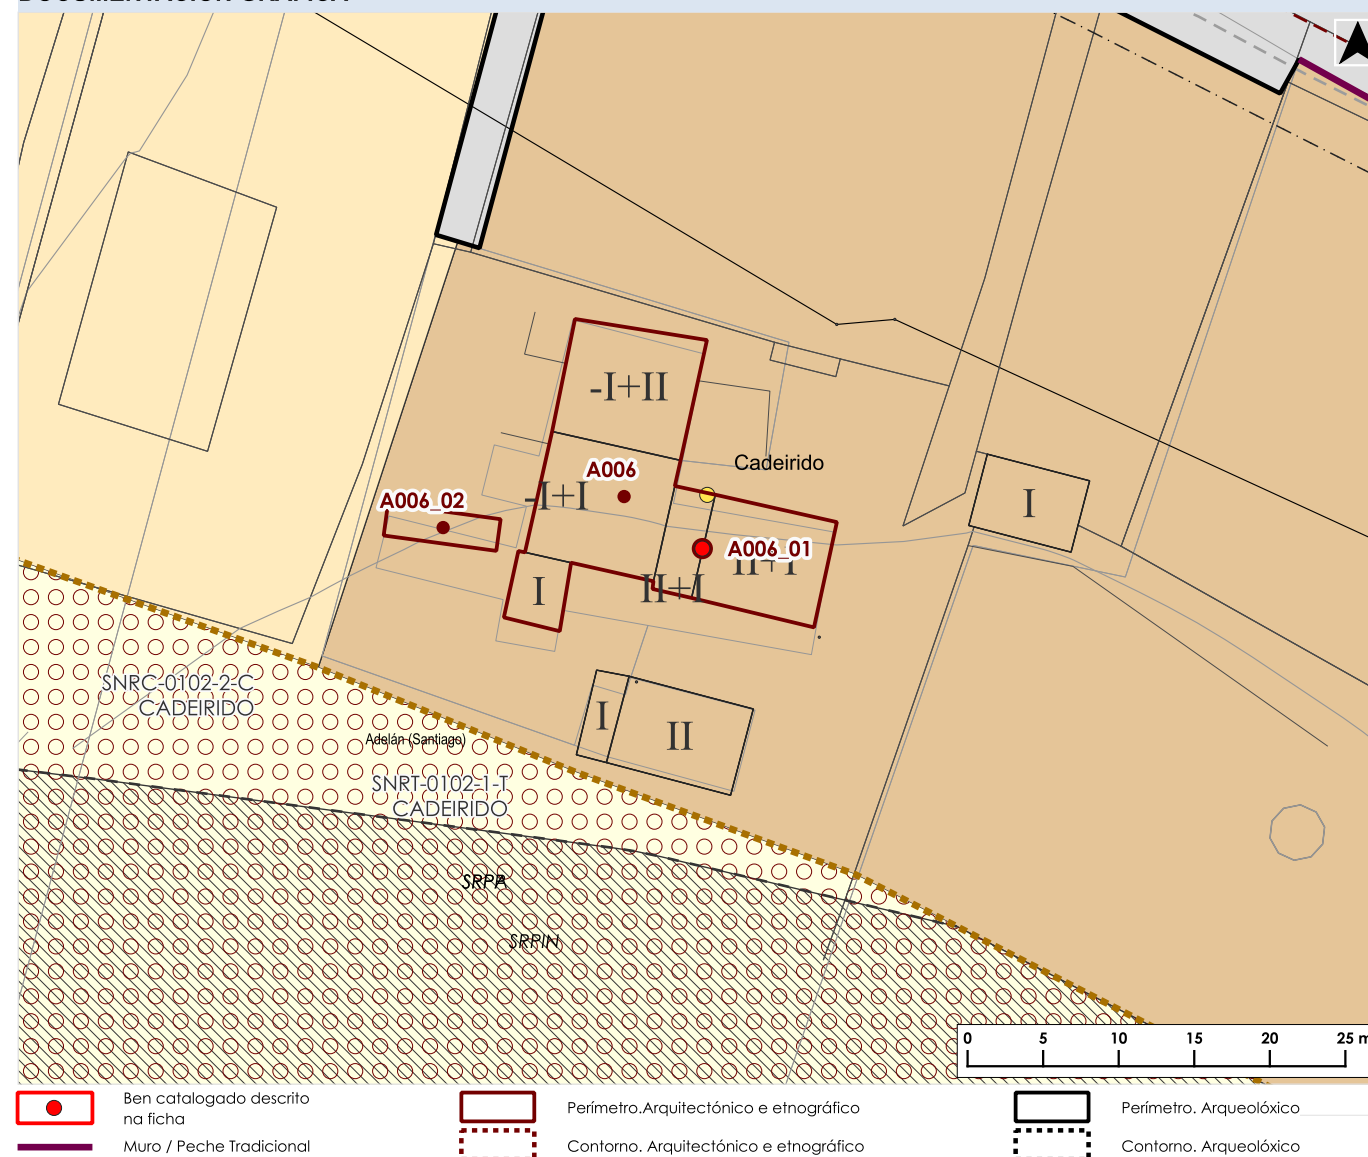 DOCUMENTACIÓN GRÁFICA
-I+II
Cadeirido
A006
-I+I
A006_02
I
A006_01
II+I
II+I
I
SNRC-0102-2-C
CADEIRIDO
I
II
Adelán (Santiago)
SNRT-0102-1-T
CADEIRIDO
SRPA
SRPIN
0 5 10 15 20 25 m
Ben catalogado descrito
na ficha
Perímetro.Arquitectónico e etnográfico
Perímetro. Arqueolóxico
Muro / Peche Tradicional
Contorno. Arquitectónico e etnográfico
Contorno. Arqueolóxico